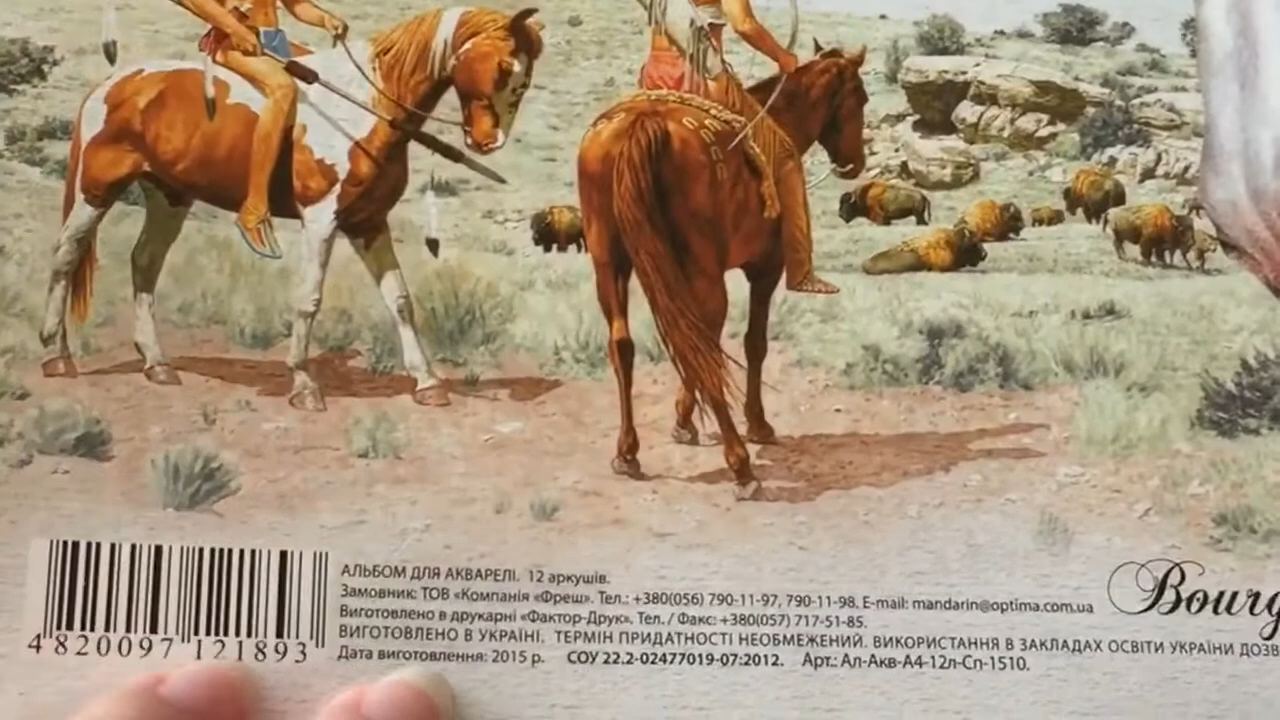 АЛЬБОМ ДЛЯ АКВАРЕЛІ. 12 аркушів.
Замовник: ТОВ «Компанія «Фреш». Тел.: +380(056) 790-11-97, 790-11-98. E-mail: mandarin@optima.com.ua
Виготовлено в друкарні «Фактор-Друк». Тел. / Факс: +380(057) 717-51-85.
ВИГОТОВЛЕНО В УКРАЇНІ. ТЕРМІН ПРИДАТНОСТІ НЕОБМЕЖЕНИЙ. ВИКОРИСТАННЯ В ЗАКЛАДАХ ОСВІТИ УКРАЇНИ ДОЗВ
Дата виготовлення: 2015 р. СОУ 22.2-02477019-07:2012. Арт.: Ал-Акв-А4-12л-Сп-1510.
4 820097 121893
Bourg